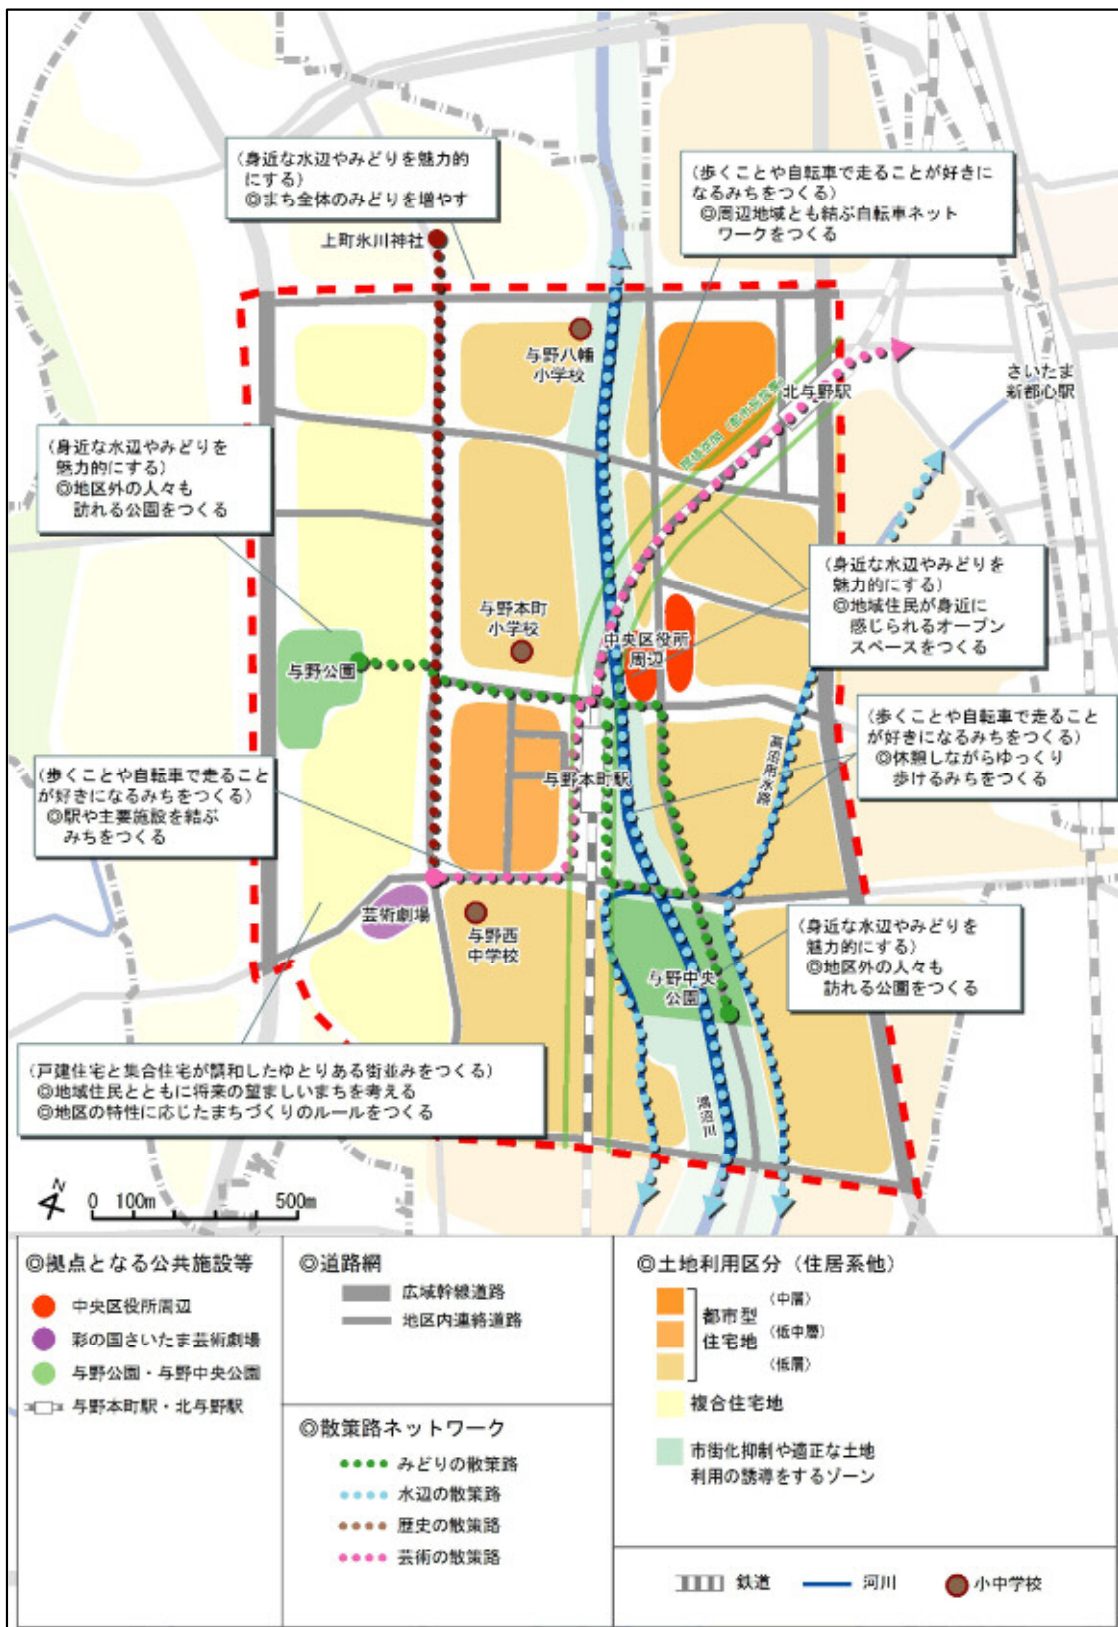 (身近な水辺やみどりを魅力的
にする)
◎まち全体のみどりを増やす
(歩くことや自転車で走ることが好きに
なるみちをつくる)
◎周辺地域とも結ぶ自転車ネット
ワークをつくる
上町氷川神社
与野八幡
小学校
北与野駅
さいたま
新都心駅
(身近な水辺やみどりを
魅力的にする)
◎地区外の人々も
訪れる公園をつくる
(身近な水辺やみどりを
魅力的にする)
◎地域住民が身近に
感じられるオープン
スペースをつくる
与野本町
小学校
中央区役所
周辺
与野公園
(歩くことや自転車で走ること
が好きになるみちをつくる)
◎休憩しながらゆっくり
歩けるみちをつくる
高沼用水路
(歩くことや自転車で走ること
が好きになるみちをつくる)
◎駅や主要施設を結ぶ
みちをつくる
与野本町駅
芸術劇場
与野西
中学校
(身近な水辺やみどりを
魅力的にする)
◎地区外の人々も
訪れる公園をつくる
与野中央
公園
(戸建住宅と集合住宅が調和したゆとりある街並みをつくる)
◎地域住民とともに将来の望ましいまちを考える
◎地区の特性に応じたまちづくりのルールをつくる
鴻沼川
N
0 100m 500m
◎拠点となる公共施設等
中央区役所周辺
彩の国さいたま芸術劇場
与野公園・与野中央公園
与野本町駅・北与野駅
◎道路網
広域幹線道路
地区内連絡道路
◎散策路ネットワーク
みどりの散策路
水辺の散策路
歴史の散策路
芸術の散策路
◎土地利用区分（住居系他）
都市型
住宅地
(中層)
(低中層)
(低層)
複合住宅地
市街化抑制や適正な土地
利用の誘導をするゾーン
鉄道
河川
小中学校